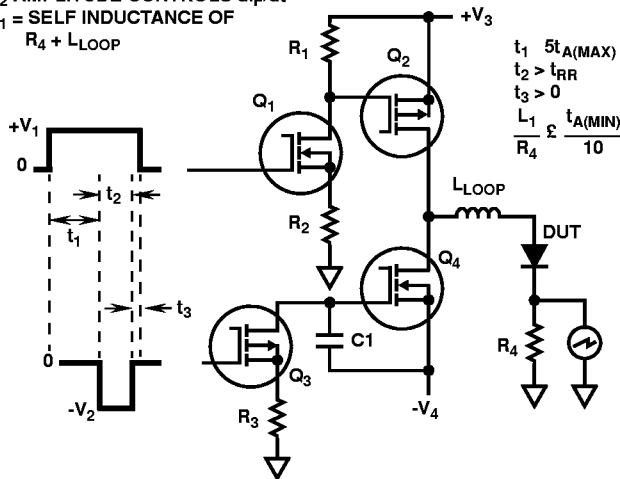 L₁ = SELF INDUCTANCE OF
R₄ + L_LOOP
+V₃
R₁
Q₂
t₁ 5t_A(MAX)
t₂ > t_RR
t₃ > 0
L₁/R₄ £ t_A(MIN)/10
Q₁
+V₁
0
t₂
t₁
R₂
L_LOOP
DUT
Q₄
t₃
C1
R₄
0
Q₃
-V₂
R₃
-V₄